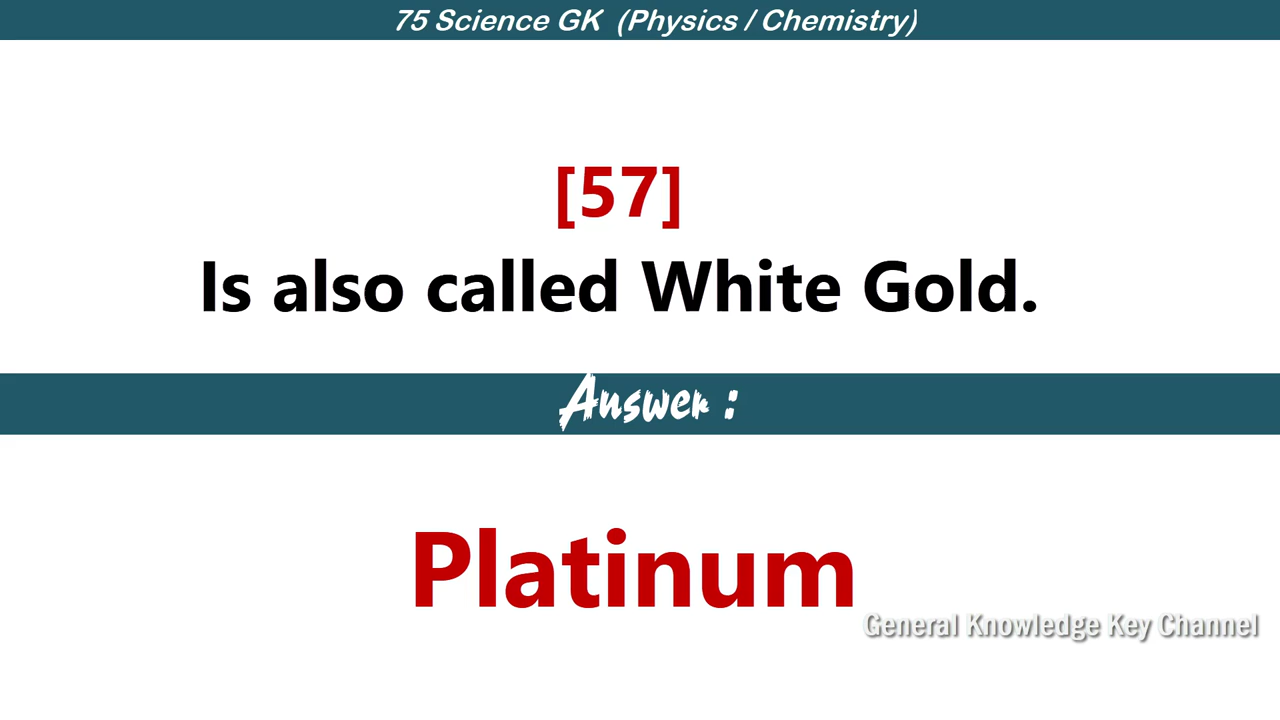 75 Science GK (Physics / Chemistry)
[57]
Is also called White Gold.
Answer :
Platinum
General Knowledge Key Channel